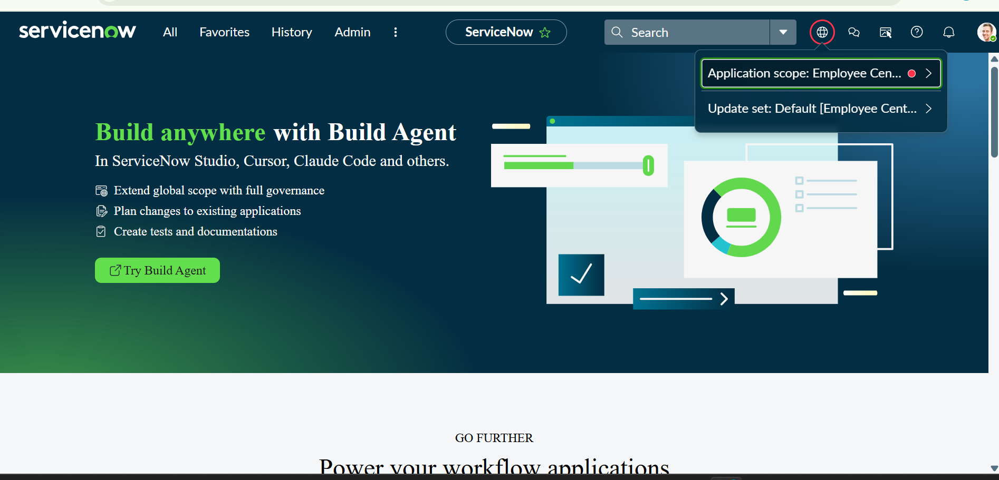 servicenow All Favorites History Admin ServiceNow Search
Application scope: Employee Cen...
Update set: Default [Employee Cent...
Build anywhere with Build Agent
In ServiceNow Studio, Cursor, Claude Code and others.
Extend global scope with full governance
Plan changes to existing applications
Create tests and documentations
Try Build Agent
GO FURTHER
Power your workflow applications